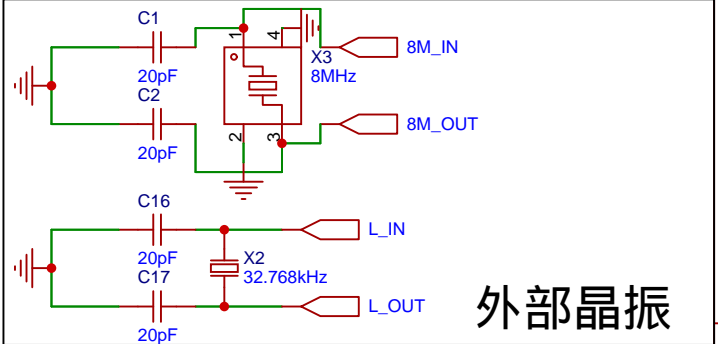 C1
20pF
C2
20pF
1
4
2
3
X3
8MHz
8M_IN
8M_OUT
C16
20pF
C17
20pF
X2
32.768kHz
L_IN
L_OUT
外部晶振